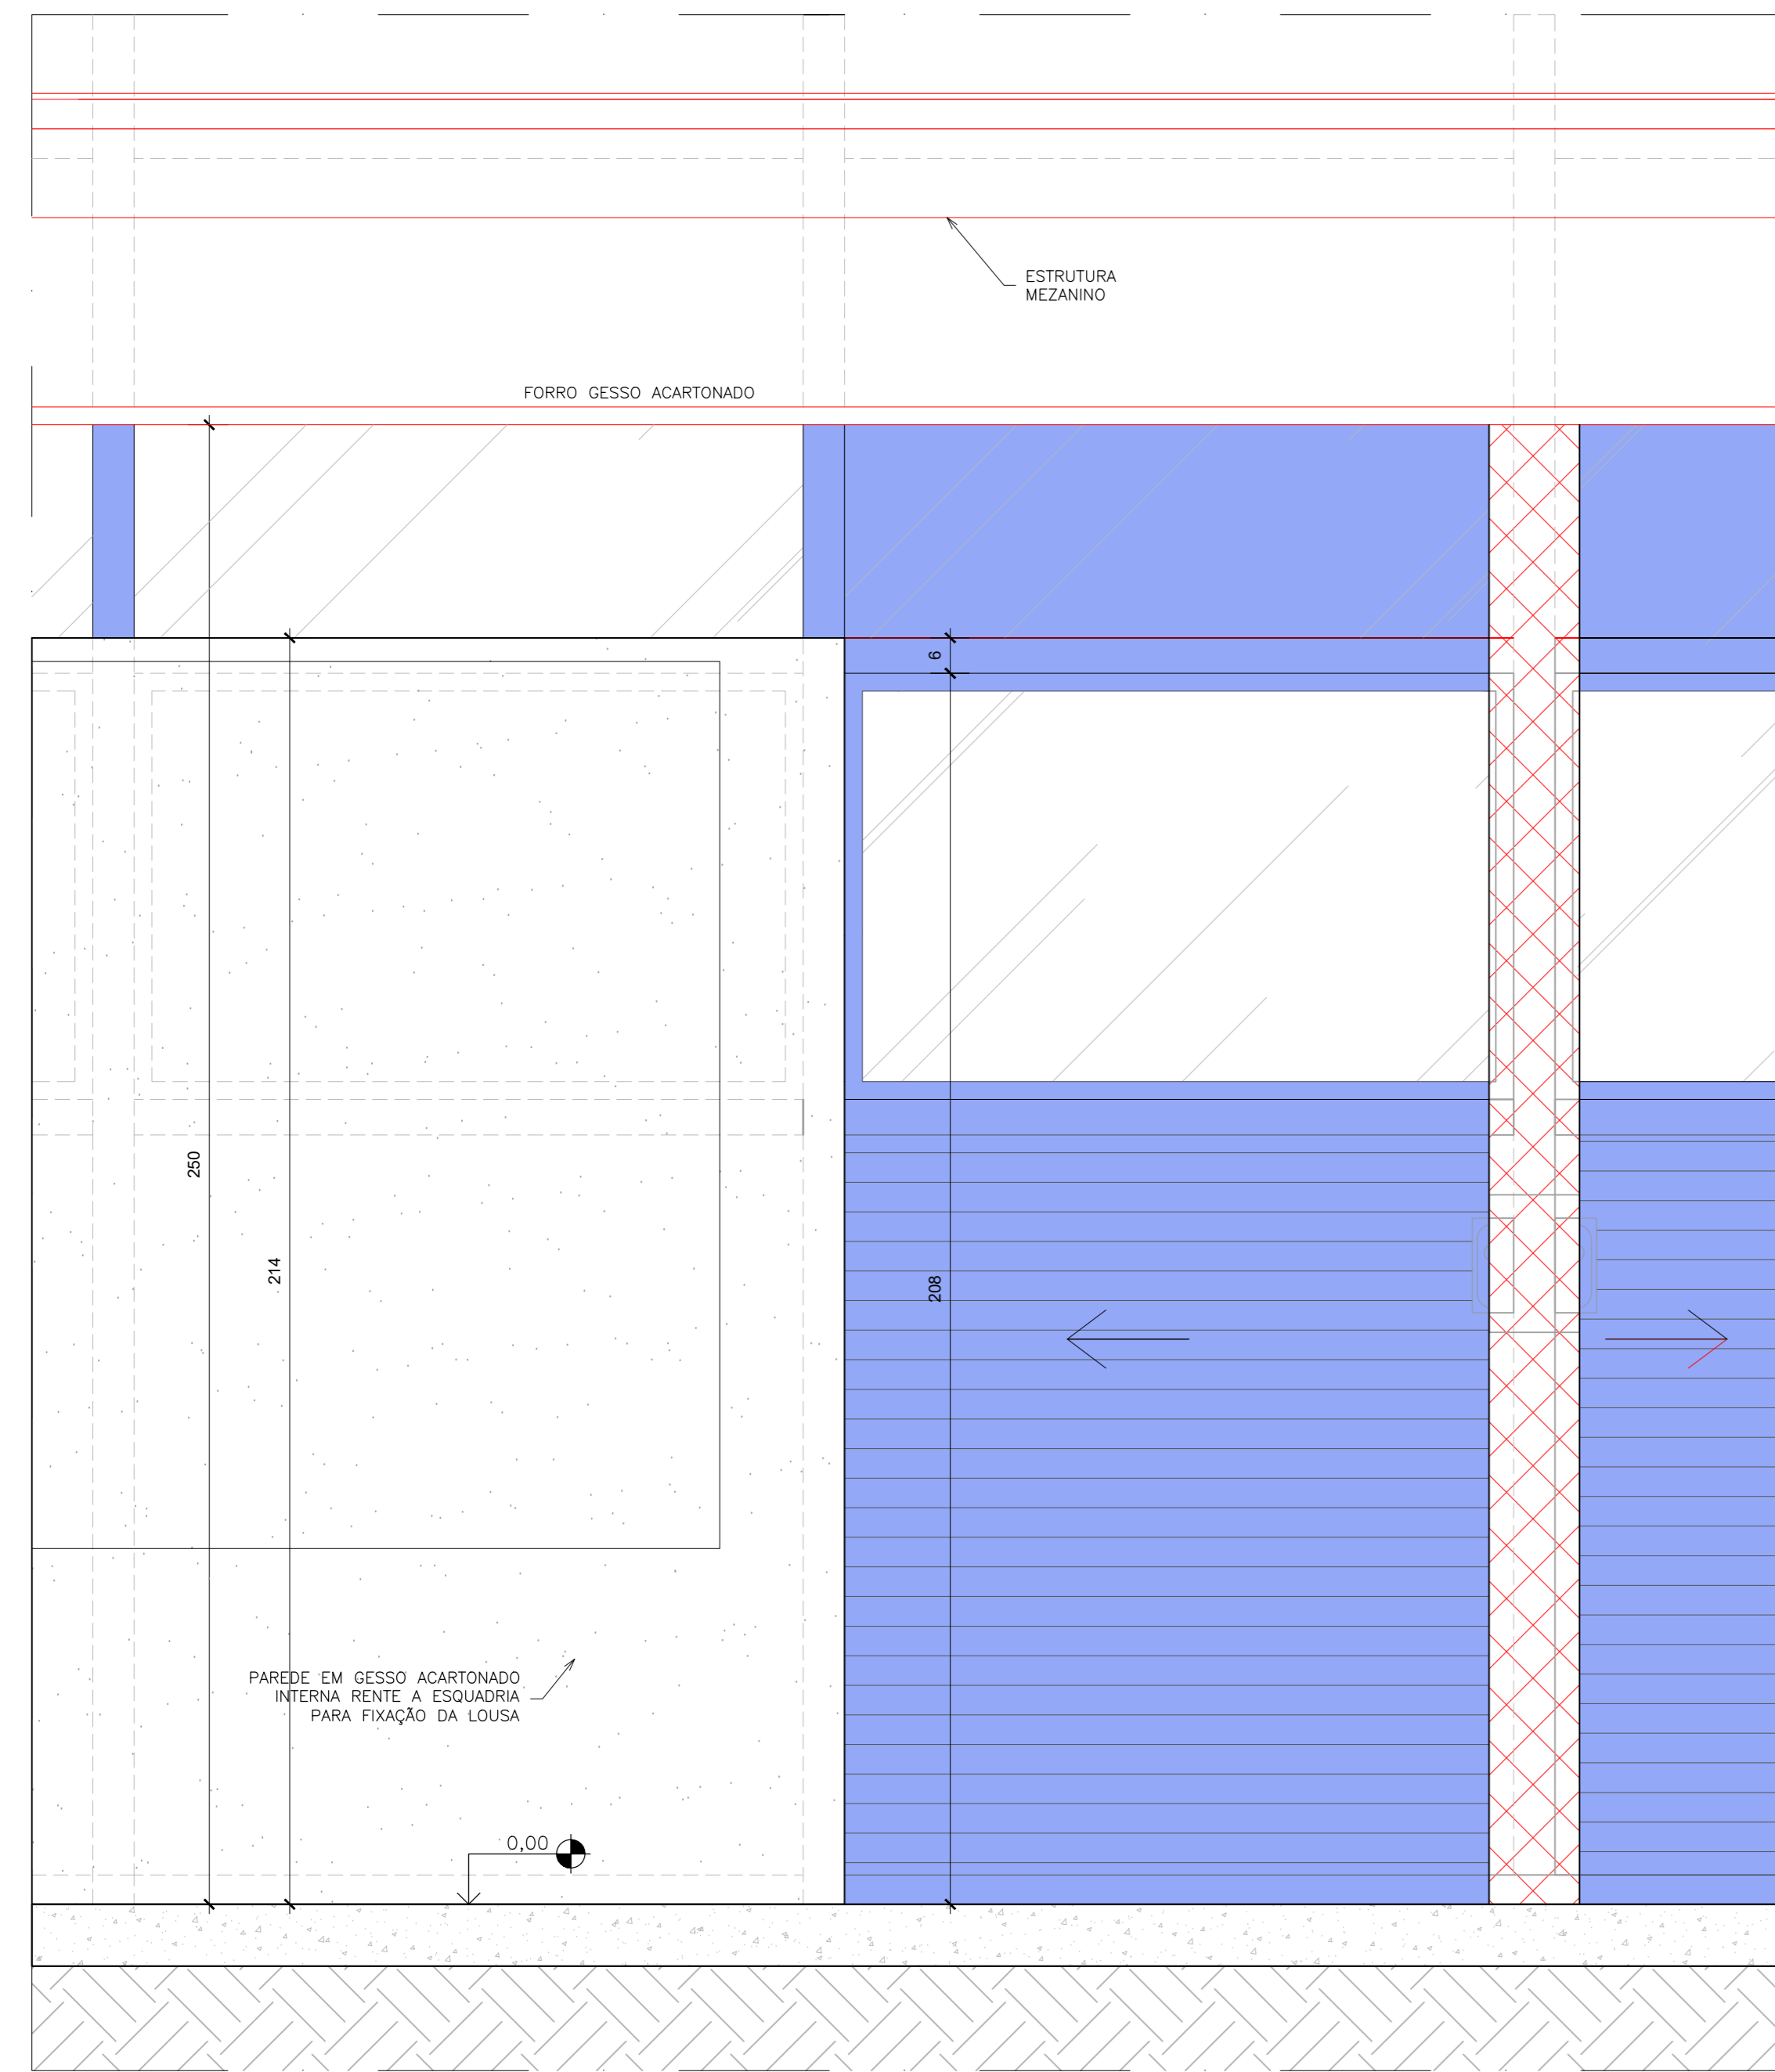 ESTRUTURA
MEZANINO
FORRO GESSO ACARTONADO
6
250
214
208
PAREDE EM GESSO ACARTONADO
INTERNA RENTE A ESQUADRIA
PARA FIXAÇÃO DA LOUSA
0,00